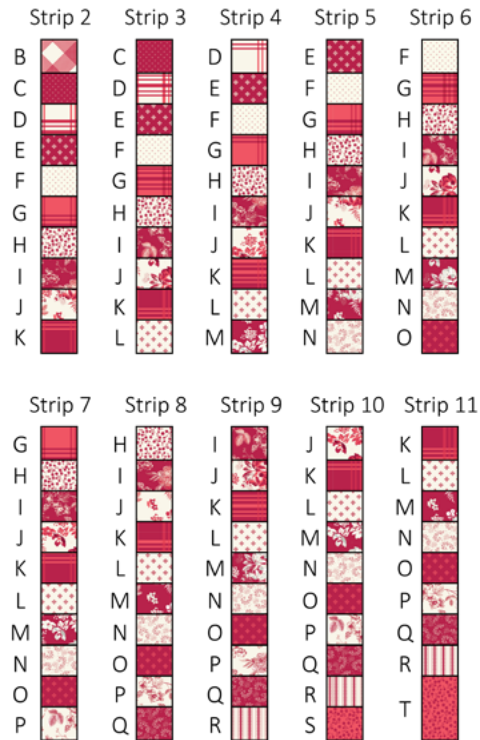 Strip 2 Strip 3 Strip 4 Strip 5 Strip 6
B C D E F
C D E F G
D E F G H
E F G H I
F G H I J
G H I J K
H I J K L
I J K L M
J K L M N
K L M N O
Strip 7 Strip 8 Strip 9 Strip 10 Strip 11
G H I J K
H I J K L
I J K L M
J K L M N
K L M N O
L M N O P
M N O P Q
N O P Q R
O P Q R T
P Q R S